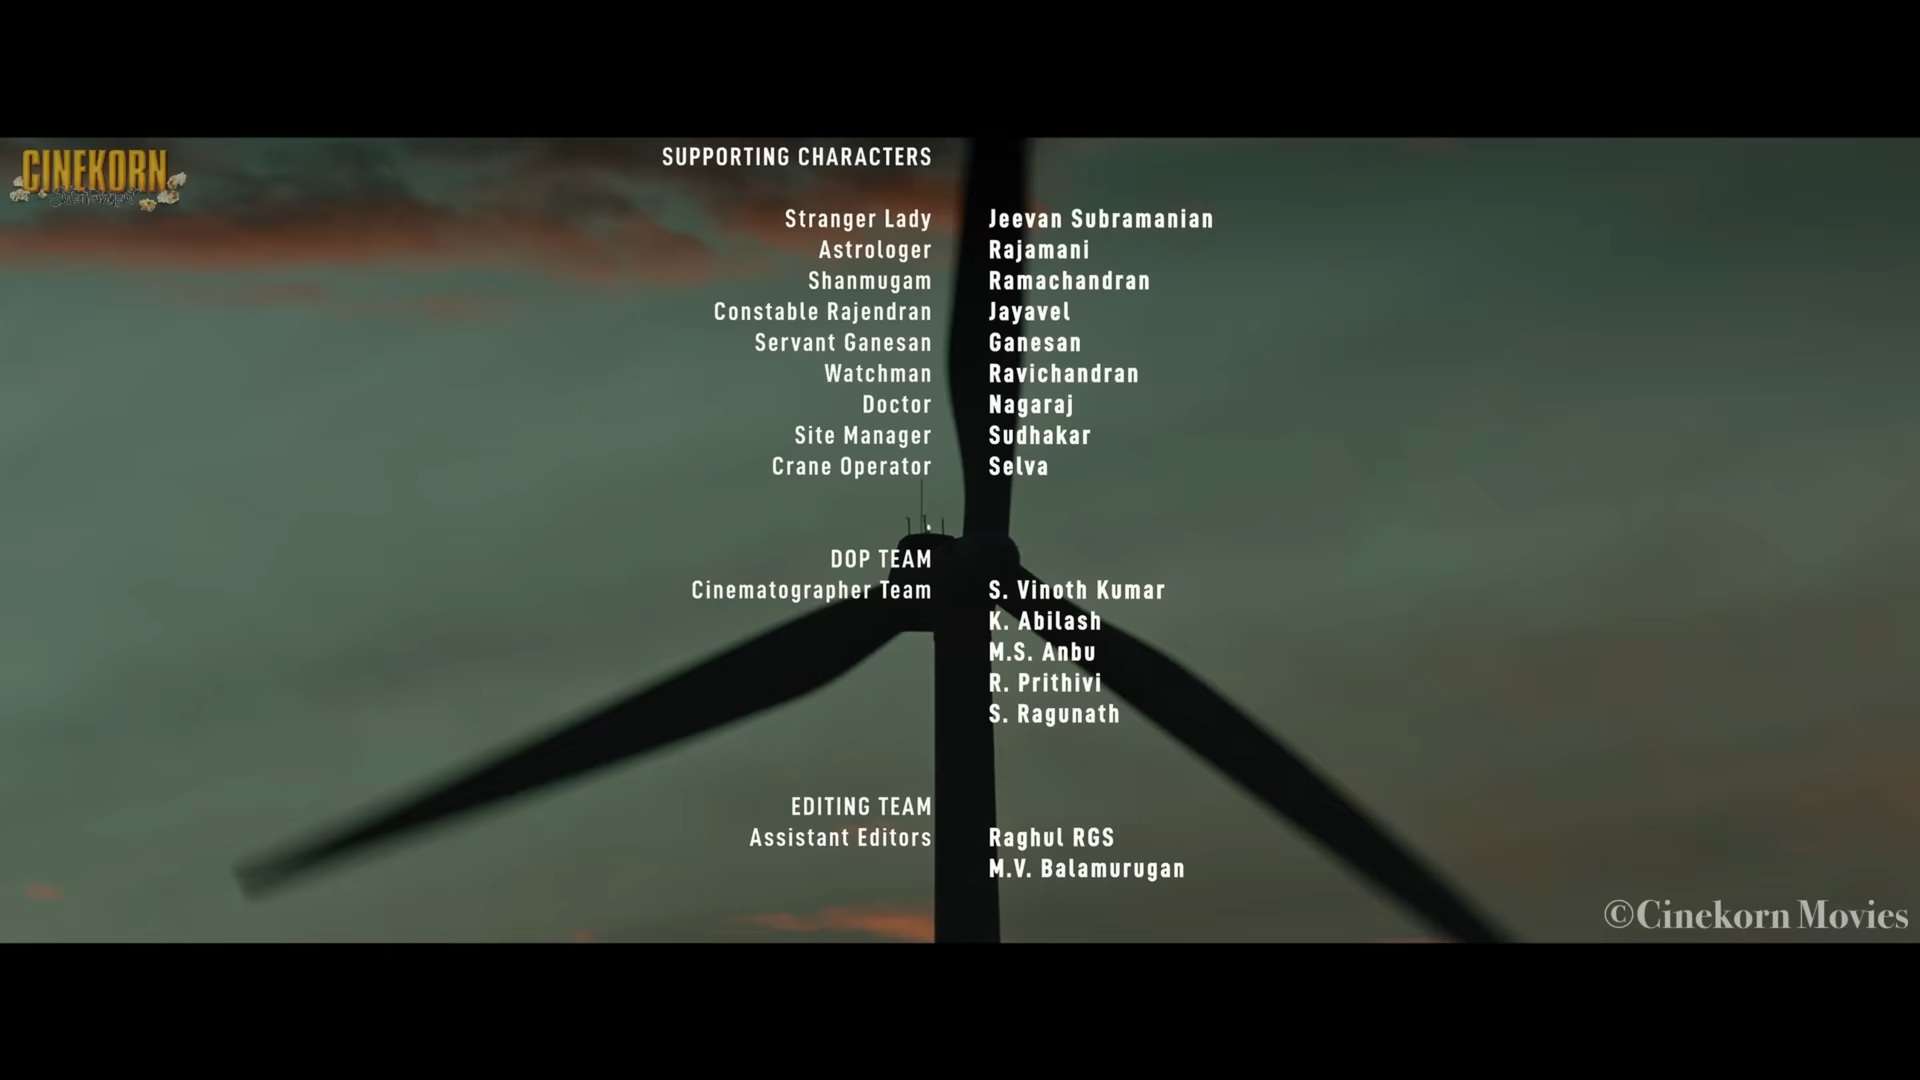 CINEKORN
Entertainment
SUPPORTING CHARACTERS
Stranger Lady Jeevan Subramanian
Astrologer Rajamani
Shanmugam Ramachandran
Constable Rajendran Jayavel
Servant Ganesan Ganesan
Watchman Ravichandran
Doctor Nagaraj
Site Manager Sudhakar
Crane Operator Selva
DOP TEAM
Cinematographer Team S. Vinoth Kumar
K. Abilash
M.S. Anbu
R. Prithivi
S. Ragunath
EDITING TEAM
Assistant Editors Raghul RGS
M.V. Balamurugan
©Cinekorn Movies